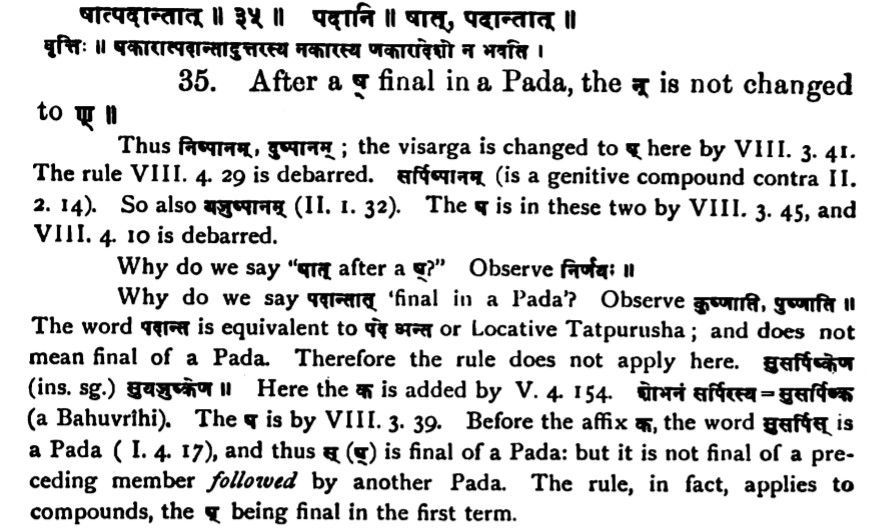 षात्पदान्तात् ॥ ३५ ॥ पदानि ॥ षात्, पदान्तात् ॥
वृत्तिः ॥ षकारात्पदान्तादुत्तरस्य नकारस्य णकारादेशो न भवति ।
35. After a ष् final in a Pada, the न् is not changed
to ण् ॥
Thus निष्पानम्, दुष्पानम् ; the visarga is changed to ष् here by VIII. 3. 41.
The rule VIII. 4. 29 is debarred. सर्पिष्पानम् (is a genitive compound contra II.
2. 14). So also यजुष्पानम् (II. 1. 32). The ष is in these two by VIII. 3. 45, and
VIII. 4. 10 is debarred.
Why do we say "षात् after a ष्?" Observe निर्णयः ॥
Why do we say पदान्तात् 'final in a Pada'? Observe कुष्णाति, पुष्णाति ॥
The word पदान्त is equivalent to पदे अन्त or Locative Tatpurusha ; and does not
mean final of a Pada. Therefore the rule does not apply here. सुसर्पिष्केण
(ins. sg.) सुयजुष्केण ॥ Here the क is added by V. 4. 154. शोभनं सर्पिरस्य = सुसर्पिष्क
(a Bahuvrîhi). The ष is by VIII. 3. 39. Before the affix क, the word सुसर्पिस् is
a Pada ( I. 4. 17), and thus स् (ष्) is final of a Pada: but it is not final of a pre-
ceding member followed by another Pada. The rule, in fact, applies to
compounds, the ष् being final in the first term.